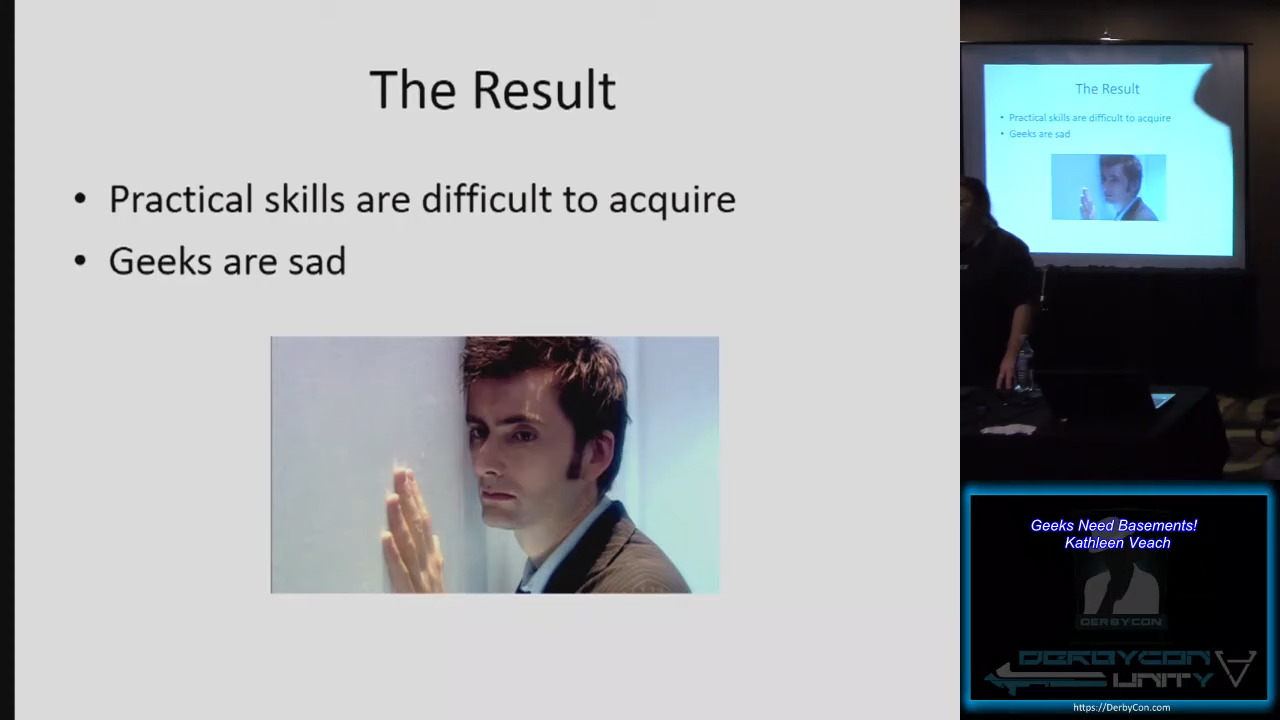 The Result
• Practical skills are difficult to acquire
• Geeks are sad
The Result
• Practical skills are difficult to acquire
• Geeks are sad
Geeks Need Basements!
Kathleen Veach
DERBYCON
DERBYCON
UNITY
https://DerbyCon.com